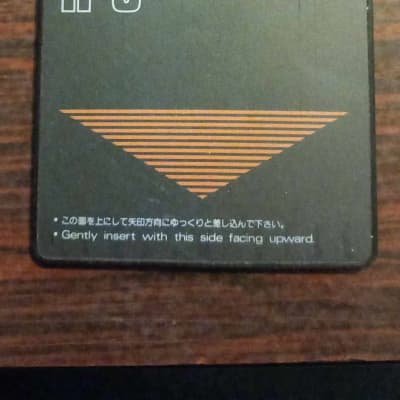 • この面を上にして矢印方向にゆっくりと差し込んで下さい。
• Gently insert with this side facing upward.